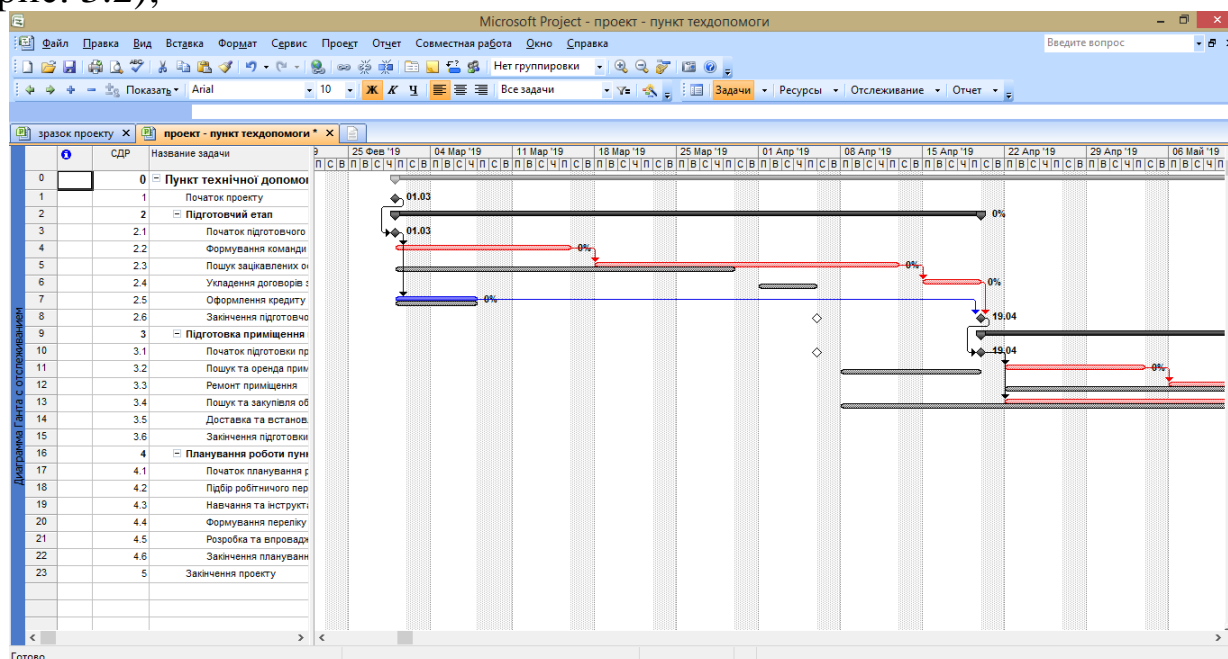 рис. 3.2),
Microsoft Project - проект - пункт техдопомоги
Файл Правка Вид Вставка Формат Сервис Проект Отчет Совместная работа Окно Справка Введите вопрос
Нет группировки
Показать Arial 10 Ж К Ч Все задачи Задачи Ресурсы Отслеживание Отчет
зразок проекту проект - пункт техдопомоги *
СДР Название задачи 9 25 Фев '19 04 Мар '19 11 Мар '19 18 Мар '19 25 Мар '19 01 Апр '19 08 Апр '19 15 Апр '19 22 Апр '19 29 Апр '19 06 Май '19
П С В П В С Ч П С В П В С Ч П С В П В С Ч П С В П В С Ч П С В П В С Ч П С В П В С Ч П С В П В С Ч П С В П В С Ч П С В П В С Ч П С В П В С Ч П С В П В С Ч П
0 0 Пункт технічної допомог
1 1 Початок проекту 01.03
2 2 Підготовчий етап 0%
3 2.1 Початок підготовчого 01.03
4 2.2 Формування команди 0%
5 2.3 Пошук зацікавлених ос 0%
6 2.4 Укладення договорів з 0%
7 2.5 Оформлення кредиту 0%
8 2.6 Закінчення підготовчо 19.04
9 3 Підготовка приміщення
10 3.1 Початок підготовки пр 19.04
11 3.2 Пошук та оренда прим 0%
12 3.3 Ремонт приміщення
13 3.4 Пошук та закупівля об
14 3.5 Доставка та встанов
15 3.6 Закінчення підготовки
16 4 Планування роботи пун
17 4.1 Початок планування р
18 4.2 Підбір робітничого пер
19 4.3 Навчання та інструкт
20 4.4 Формування переліку
21 4.5 Розробка та впровадж
22 4.6 Закінчення плануванн
23 5 Закінчення проекту
Диаграмма Ганта с отслеживанием
Готово